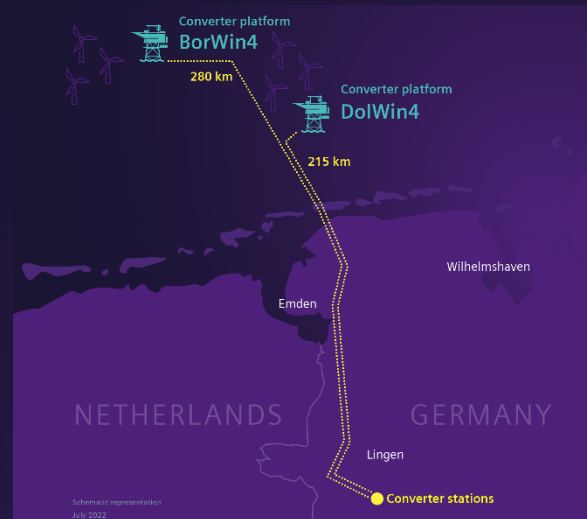 Converter platform
BorWin4
280 km
Converter platform
DolWin4
215 km
Wilhelmshaven
Emden
NETHERLANDS
GERMANY
Lingen
Converter stations
Schematic representation
July 2022